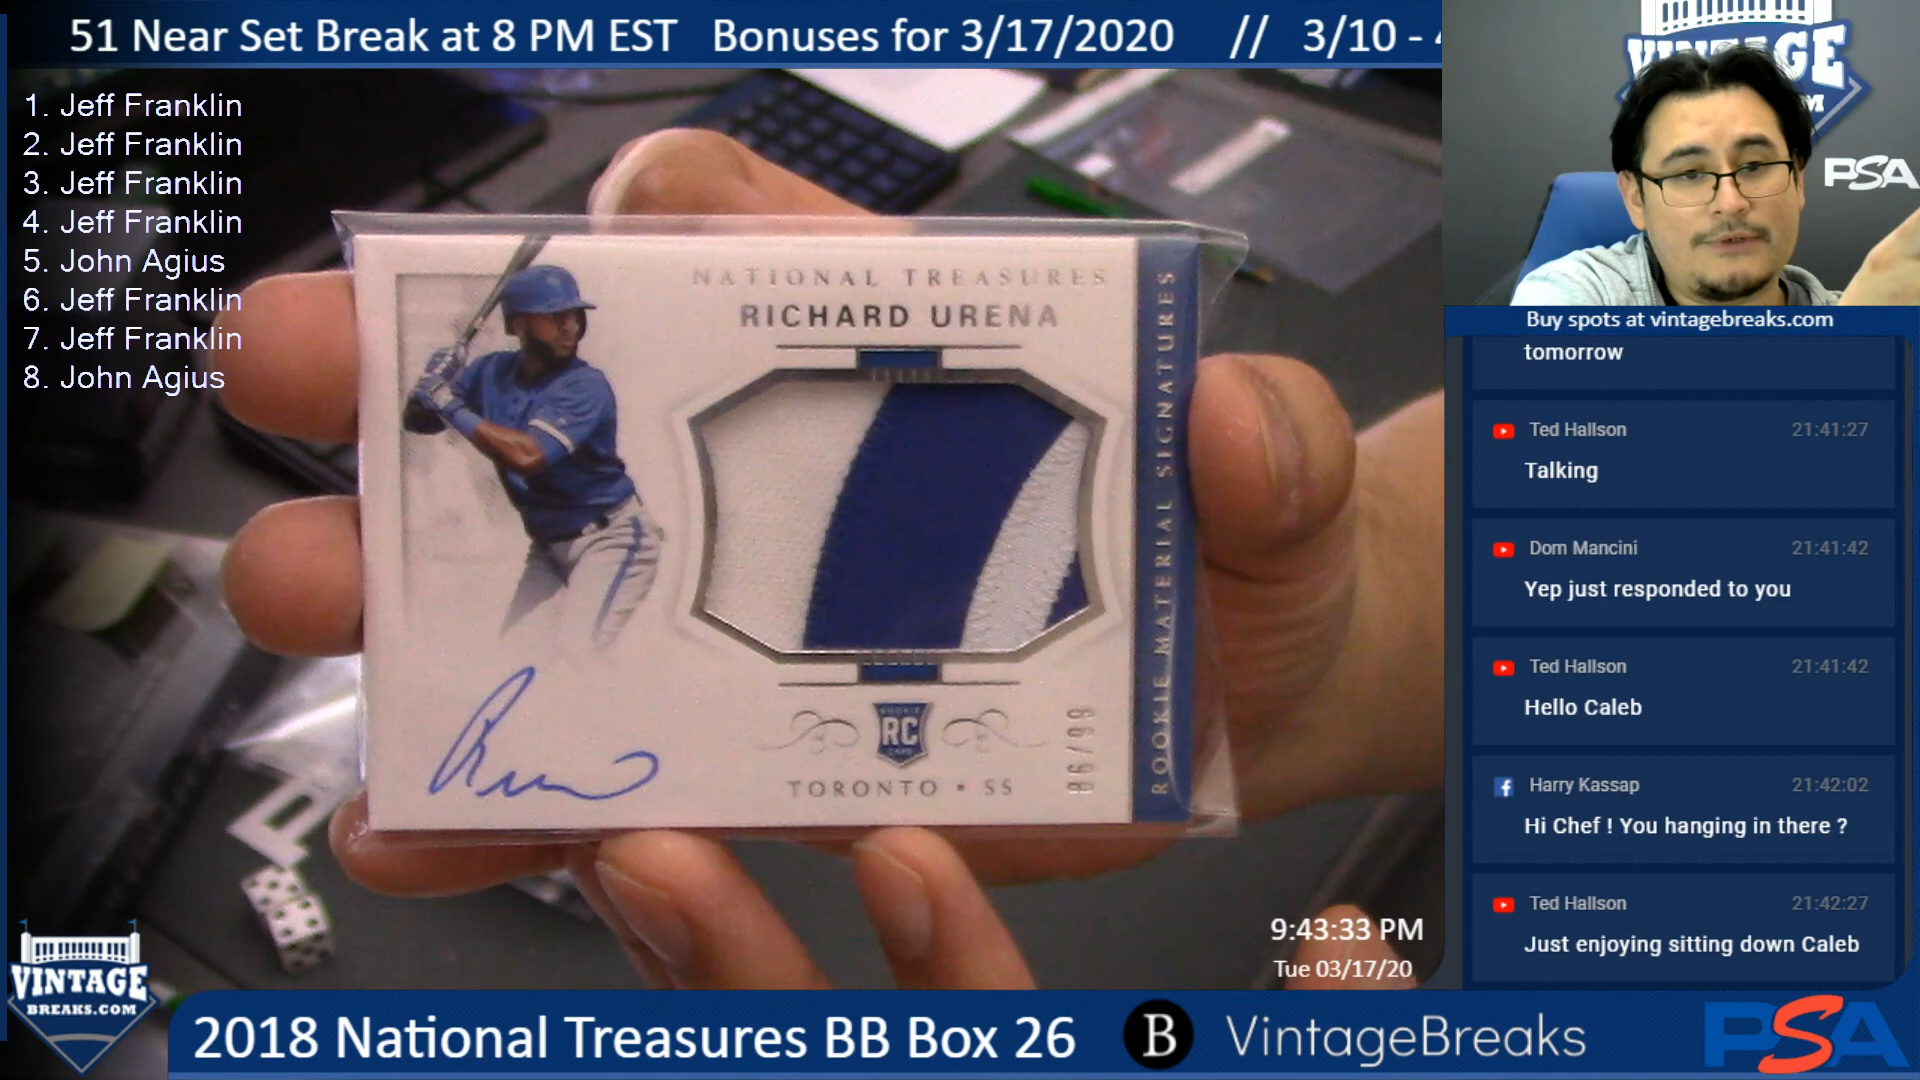 51 Near Set Break at 8 PM EST Bonuses for 3/17/2020 // 3/10 -
1. Jeff Franklin
2. Jeff Franklin
3. Jeff Franklin
4. Jeff Franklin
5. John Agius
6. Jeff Franklin
7. Jeff Franklin
8. John Agius
NATIONAL TREASURES
RICHARD URENA
ROOKIE MATERIAL SIGNATURES
ROOKIE
RC
CARD
TORONTO • SS
86/99
VINTAGE
PSA
Buy spots at vintagebreaks.com
tomorrow
Ted Hallson 21:41:27
Talking
Dom Mancini 21:41:42
Yep just responded to you
Ted Hallson 21:41:42
Hello Caleb
Harry Kassap 21:42:02
Hi Chef ! You hanging in there ?
Ted Hallson 21:42:27
Just enjoying sitting down Caleb
9:43:33 PM
Tue 03/17/20
VINTAGE
BREAKS.COM
2018 National Treasures BB Box 26
B VintageBreaks
PSA